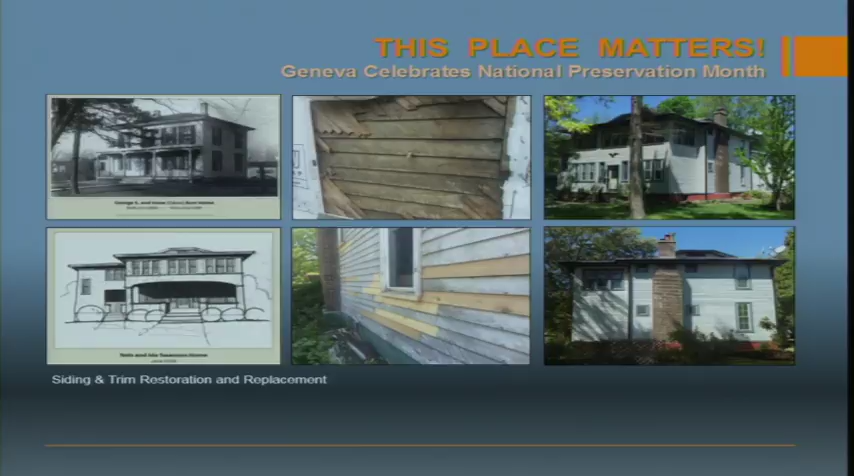 THIS PLACE MATTERS!
Geneva Celebrates National Preservation Month
Siding & Trim Restoration and Replacement